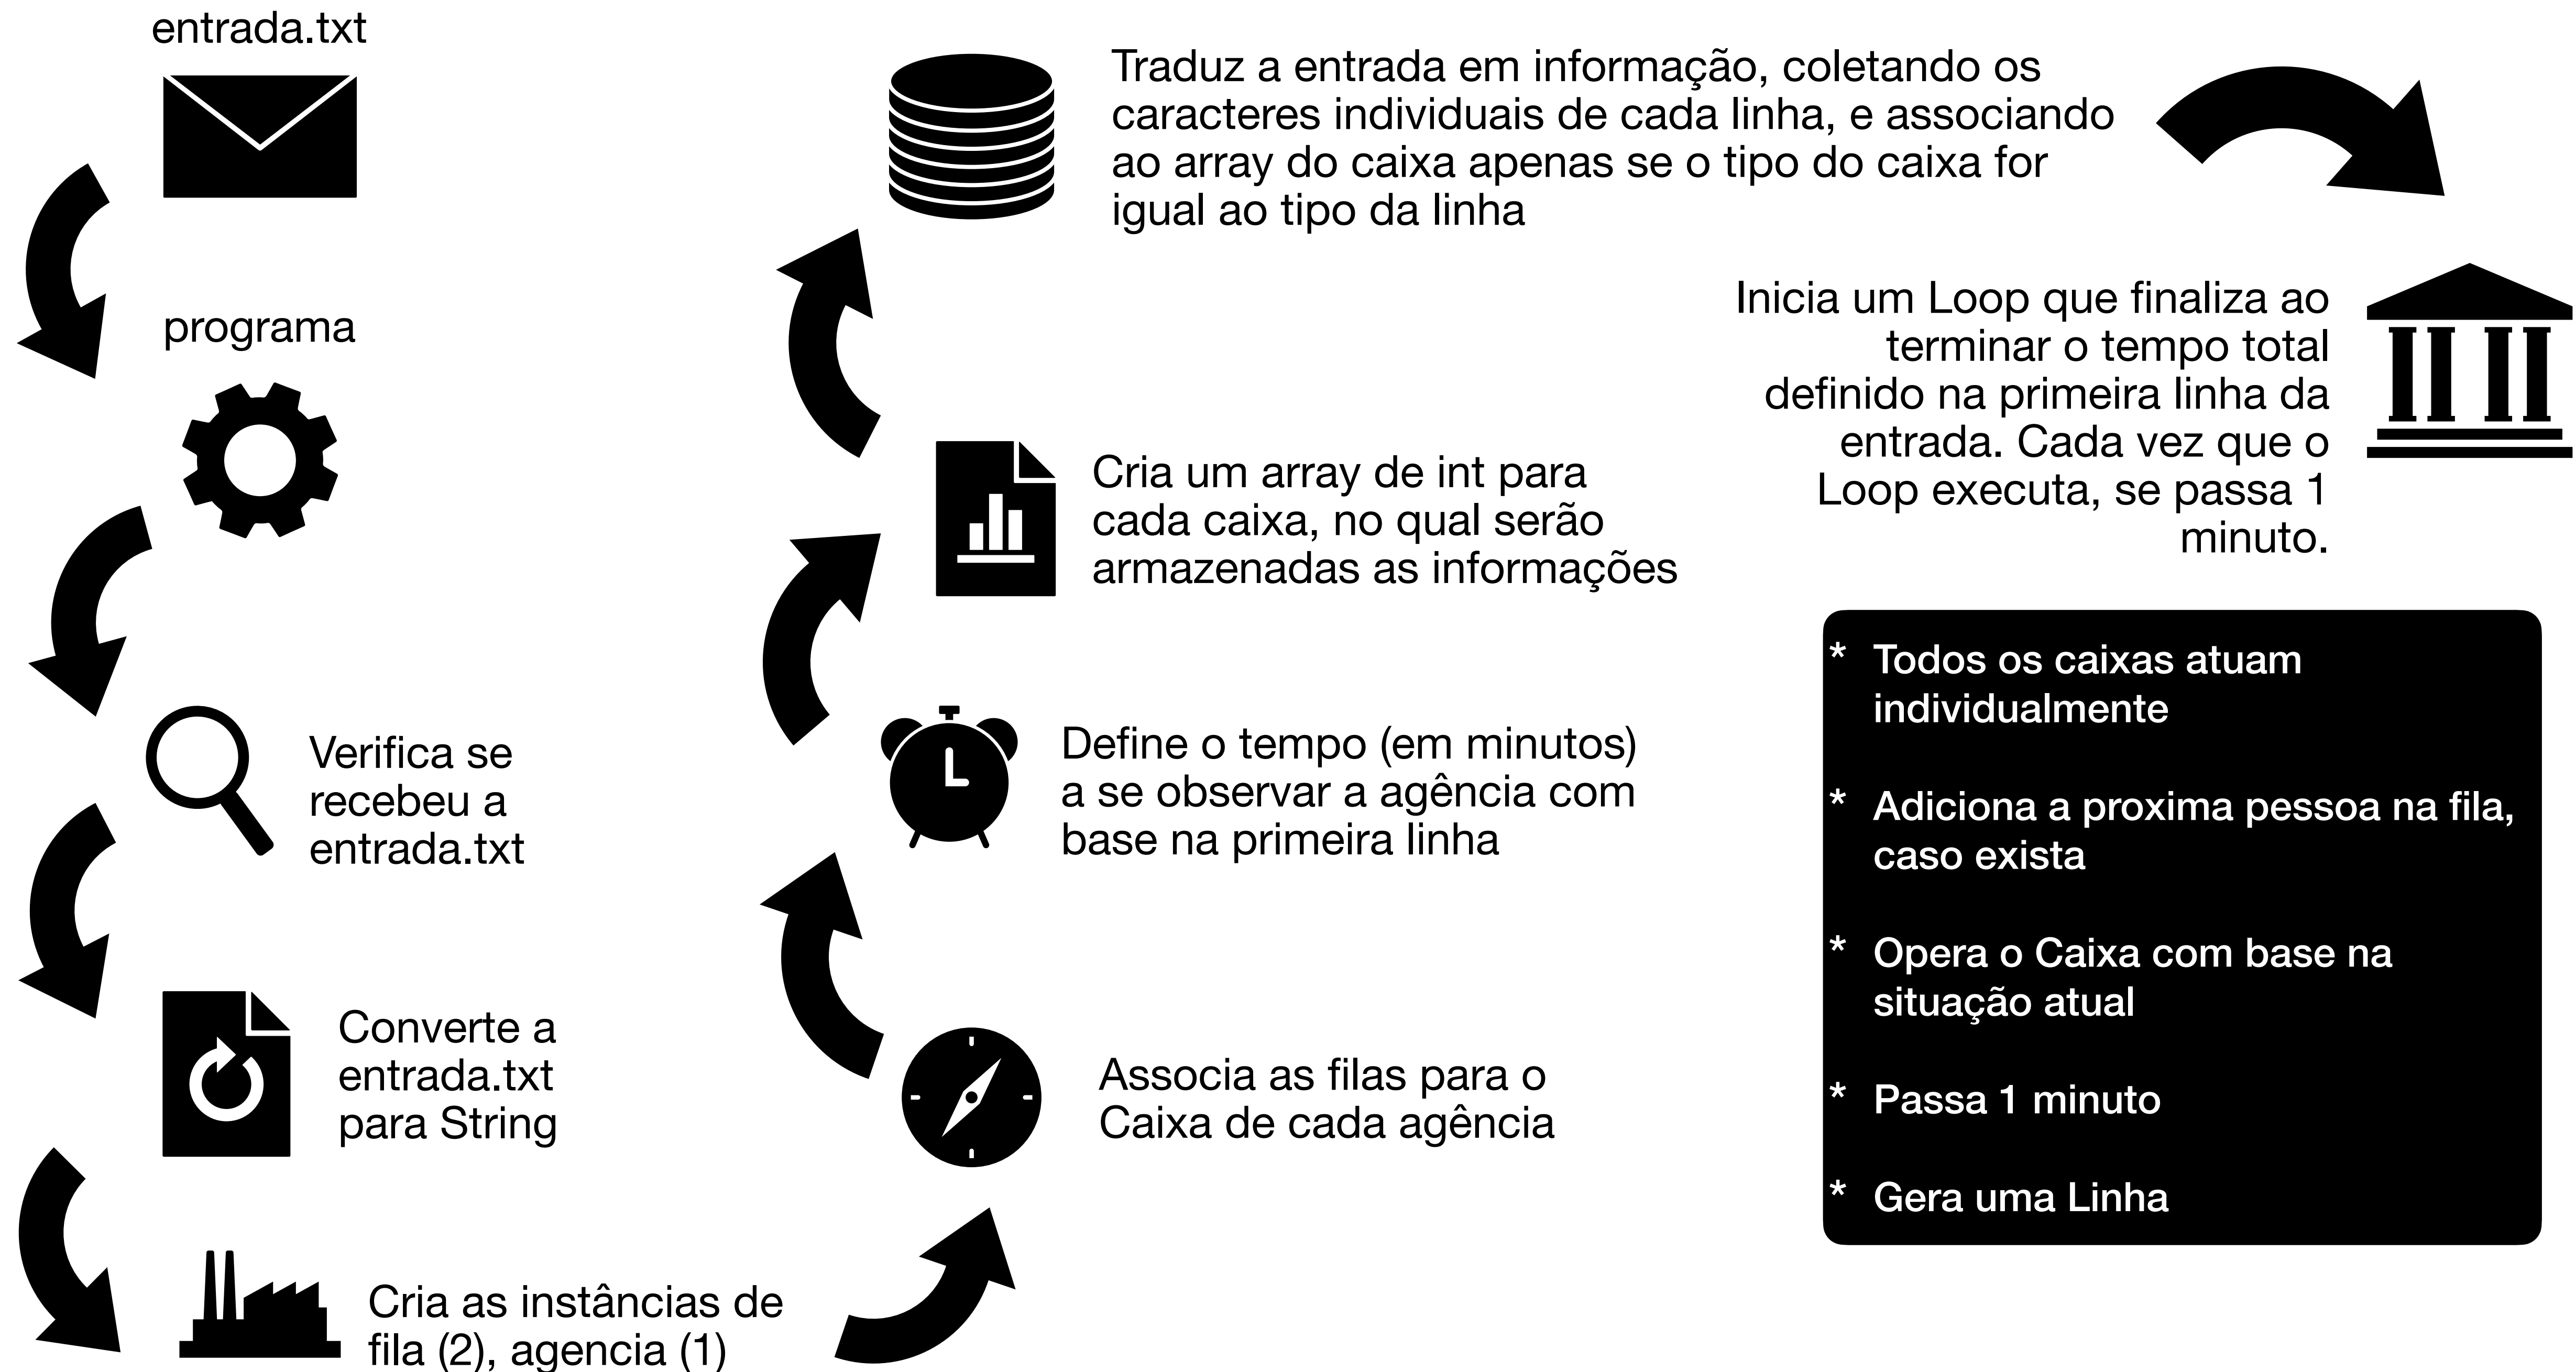 entrada.txt
programa
Verifica se
recebeu a
entrada.txt
Converte a
entrada.txt
para String
Cria as instâncias de
fila (2), agencia (1)
Associa as filas para o
Caixa de cada agência
Define o tempo (em minutos)
a se observar a agência com
base na primeira linha
Cria um array de int para
cada caixa, no qual serão
armazenadas as informações
Traduz a entrada em informação, coletando os
caracteres individuais de cada linha, e associando
ao array do caixa apenas se o tipo do caixa for
igual ao tipo da linha
Inicia um Loop que finaliza ao
terminar o tempo total
definido na primeira linha da
entrada. Cada vez que o
Loop executa, se passa 1
minuto.
* Todos os caixas atuam
individualmente
* Adiciona a proxima pessoa na fila,
caso exista
* Opera o Caixa com base na
situação atual
* Passa 1 minuto
* Gera uma Linha